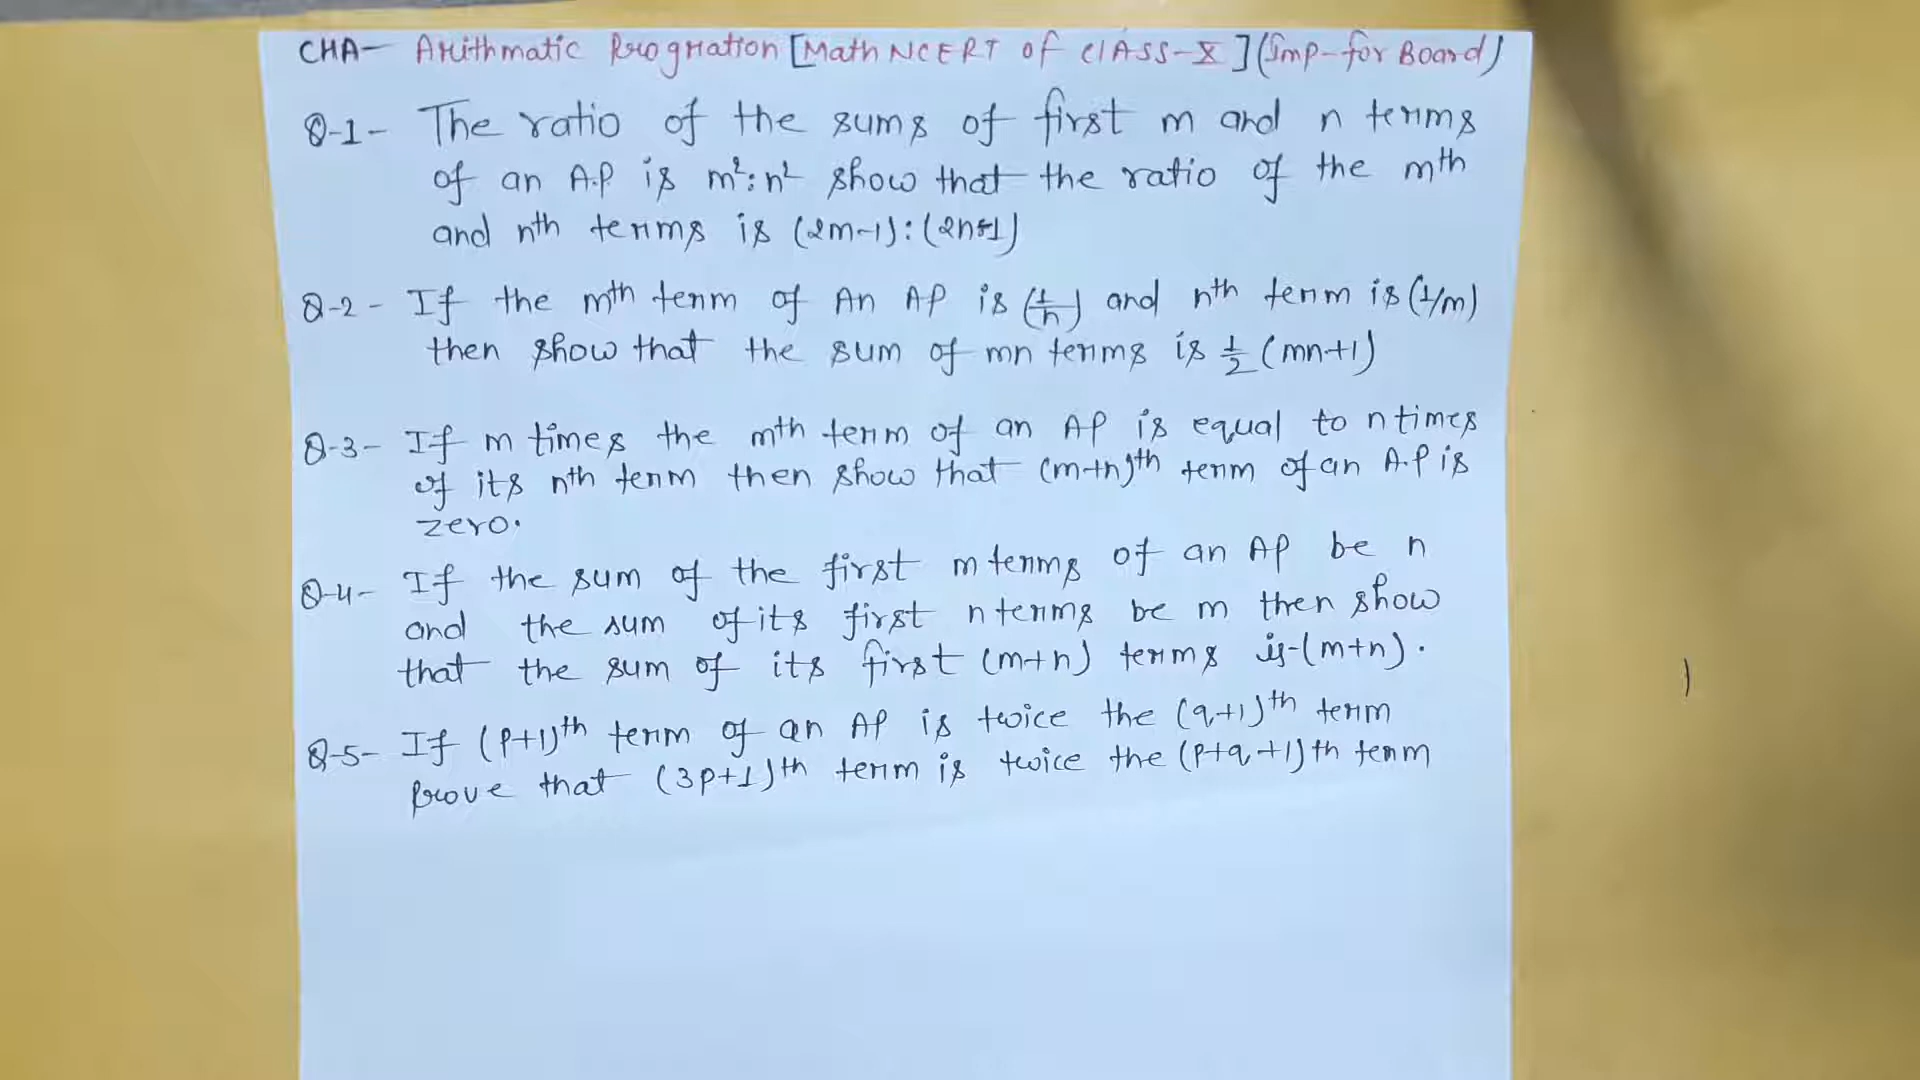 CHA- Arithmatic Progration [Math NCERT of ClASS-X] (Imp-for Board)
Q-1- The ratio of the sums of first m and n terms
of an A.P is m²:n² show that the ratio of the mth
and nth terms is (2m-1):(2n-1)
Q-2- If the mth term of An AP is (1/n) and nth term is (1/m)
then show that the sum of mn terms is 1/2 (mn+1)
Q-3- If m times the mth term of an AP is equal to n times
of its nth term then show that (m+n)th term of an A.P is
zero.
Q-4- If the sum of the first m terms of an AP be n
and the sum of its first n terms be m then show
that the sum of its first (m+n) terms is-(m+n).
Q-5- If (P+1)th term of an AP is twice the (q+1)th term
prove that (3p+1)th term is twice the (p+q+1)th term